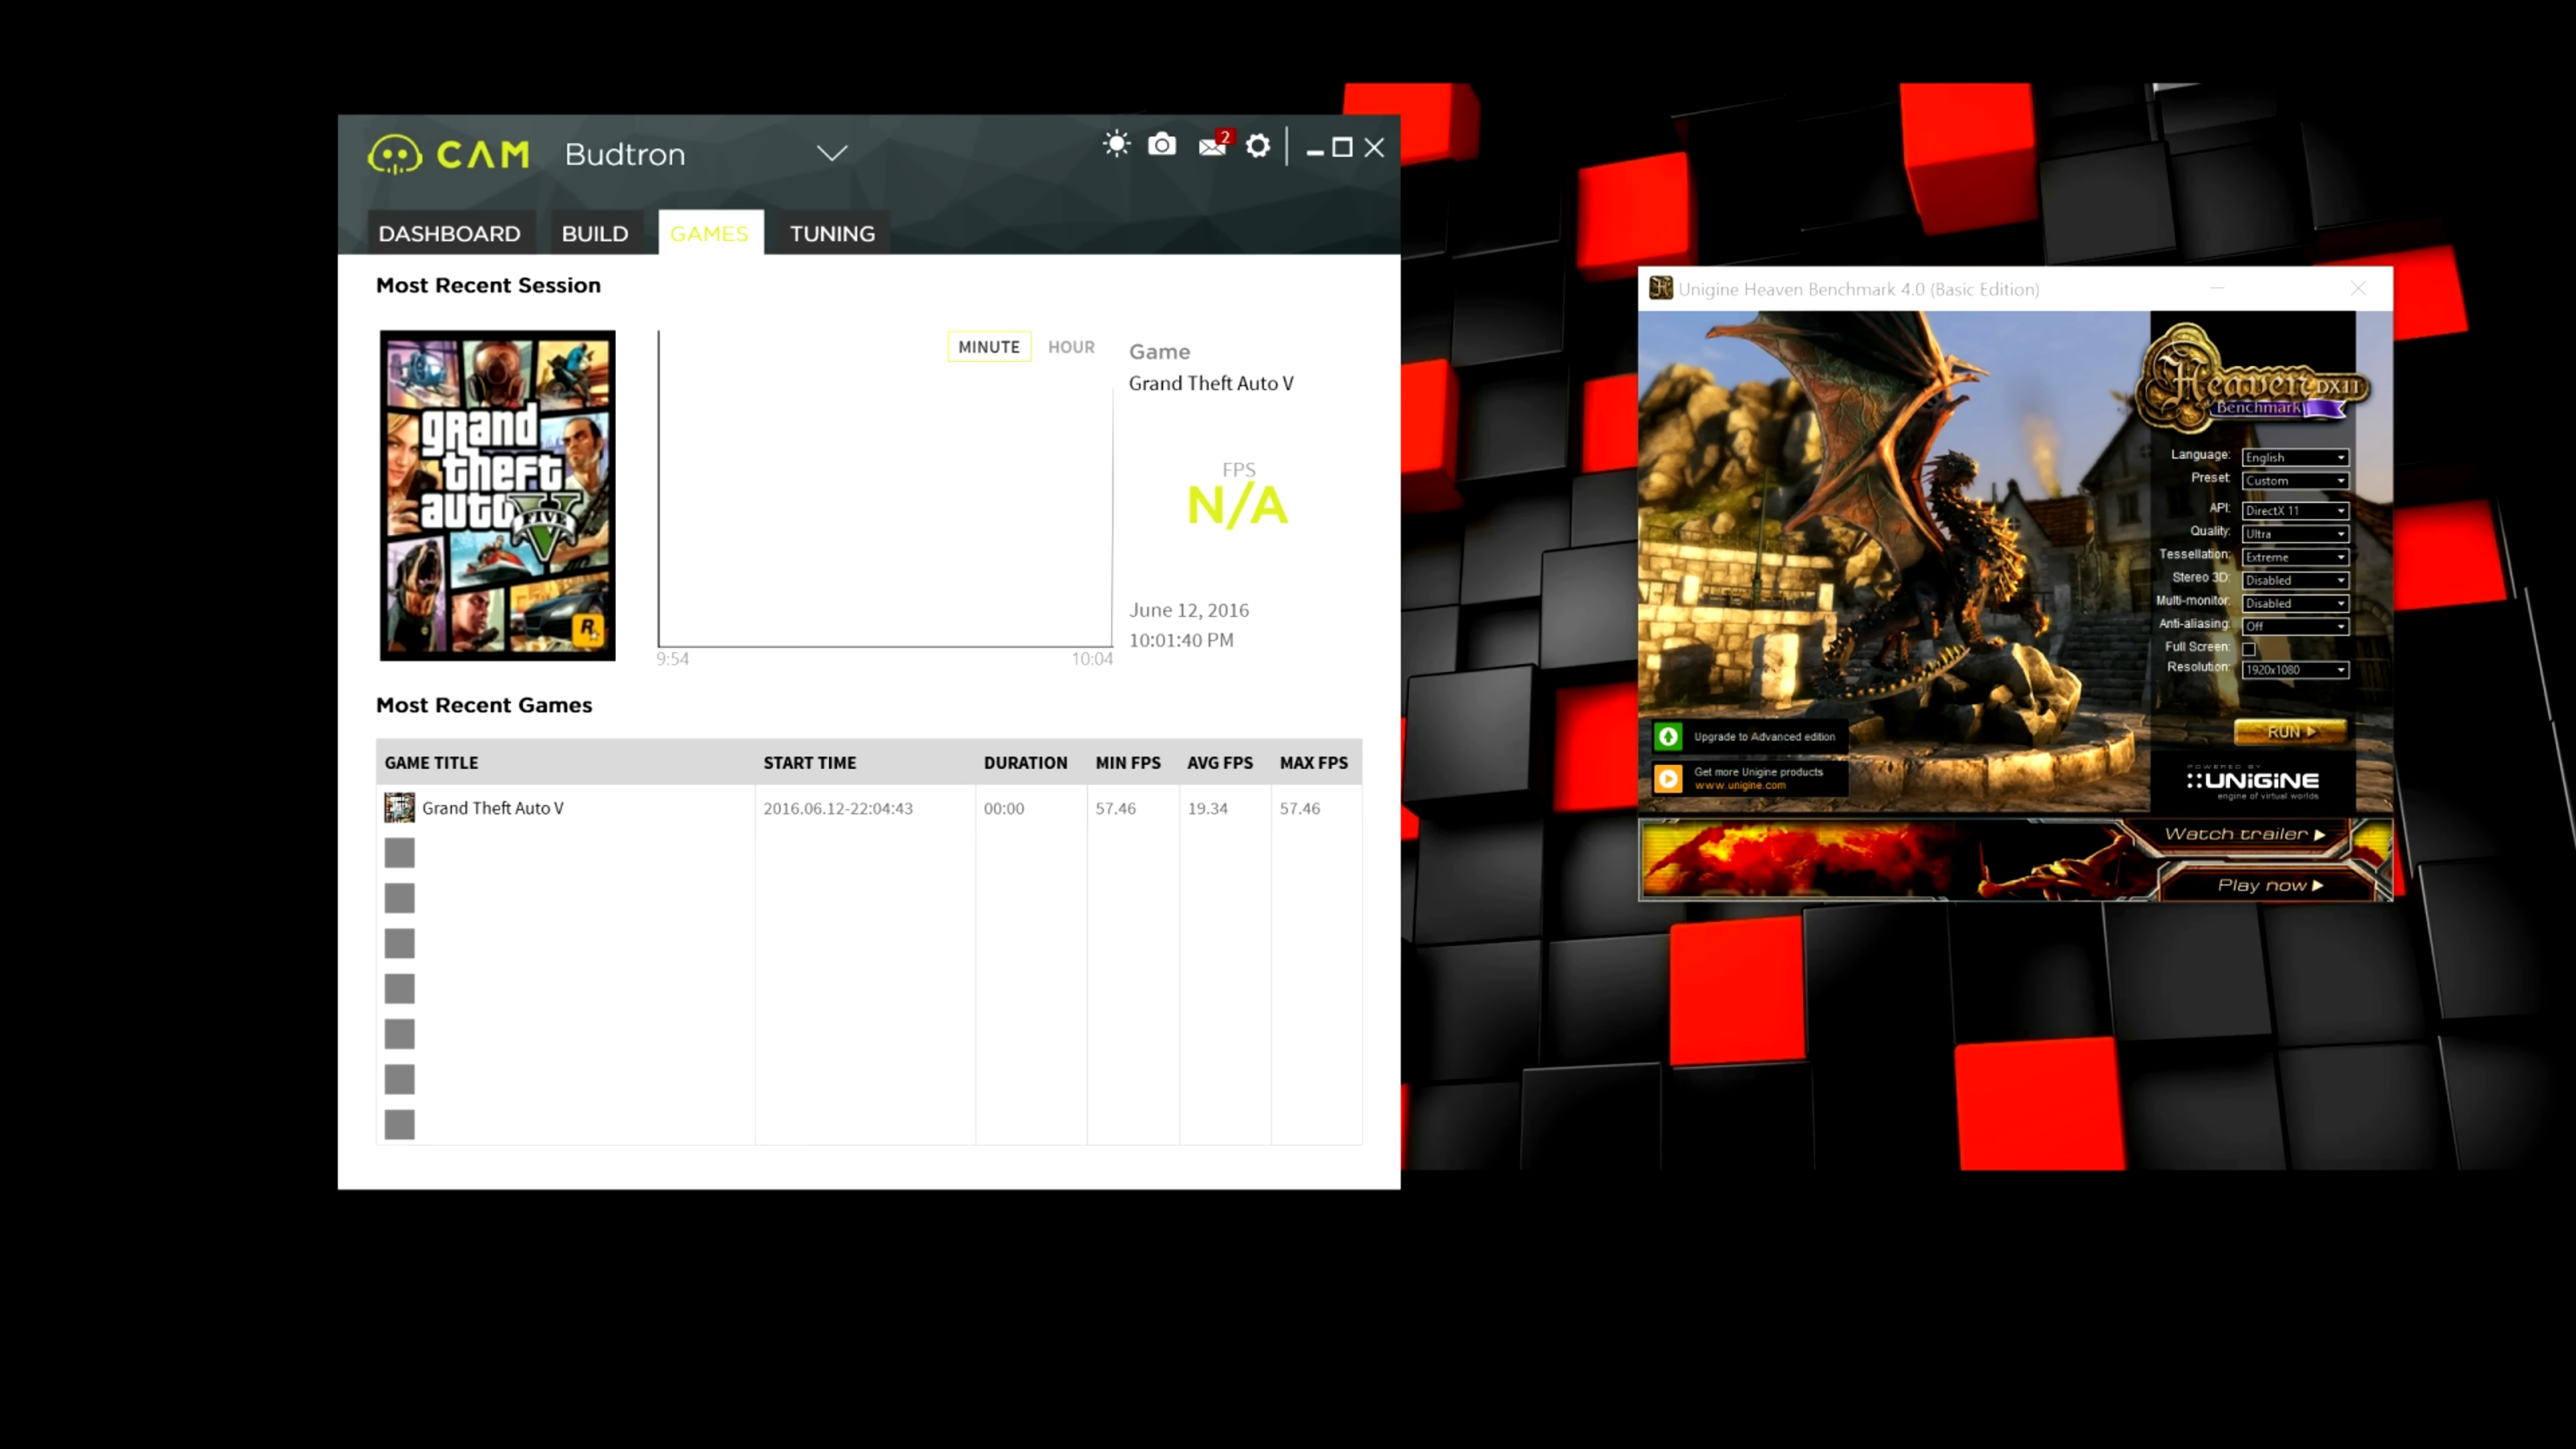 CAM Budtron 2
DASHBOARD BUILD GAMES TUNING
Most Recent Session
grand
theft
auto
FIVE
V
R
MINUTE HOUR
9:54 10:04
Game
Grand Theft Auto V
FPS
N/A
June 12, 2016
10:01:40 PM
Most Recent Games
GAME TITLE START TIME DURATION MIN FPS AVG FPS MAX FPS
Grand Theft Auto V 2016.06.12-22:04:43 00:00 57.46 19.34 57.46
Unigine Heaven Benchmark 4.0 (Basic Edition)
Heaven DX11
Benchmark
Language: English
Preset: Custom
API: DirectX 11
Quality: Ultra
Tessellation: Extreme
Stereo 3D: Disabled
Multi-monitor: Disabled
Anti-aliasing: Off
Full Screen:
Resolution: 1920x1080
RUN
POWERED BY
UNiGiNE
engine of virtual worlds
Upgrade to Advanced edition
Get more Unigine products
www.unigine.com
Watch trailer
Play now